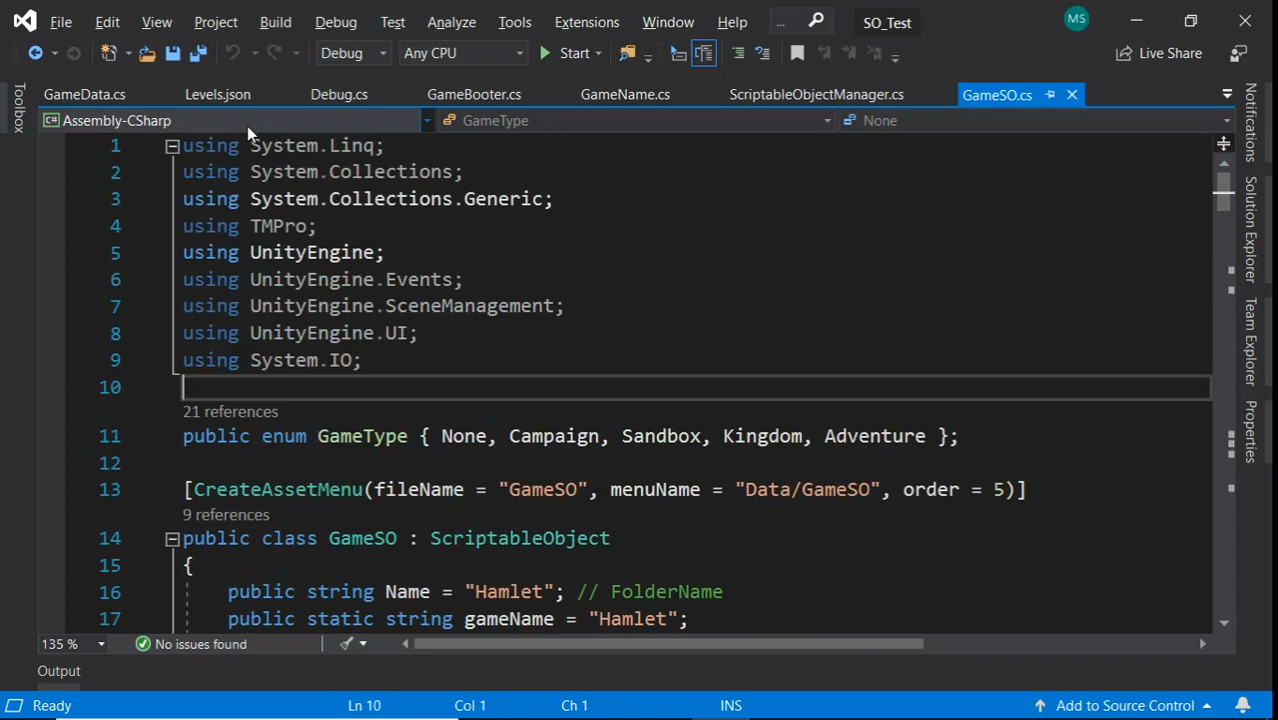 File Edit View Project Build Debug Test Analyze Tools Extensions Window Help ... SO_Test MS
Debug Any CPU Start Live Share
GameData.cs Levels.json Debug.cs GameBooter.cs GameName.cs ScriptableObjectManager.cs GameSO.cs
C# Assembly-CSharp GameType None
Toolbox
Notifications
Solution Explorer
Team Explorer
Properties
1 using System.Linq;
2 using System.Collections;
3 using System.Collections.Generic;
4 using TMPro;
5 using UnityEngine;
6 using UnityEngine.Events;
7 using UnityEngine.SceneManagement;
8 using UnityEngine.UI;
9 using System.IO;
10
21 references
11 public enum GameType { None, Campaign, Sandbox, Kingdom, Adventure };
12
13 [CreateAssetMenu(fileName = "GameSO", menuName = "Data/GameSO", order = 5)]
9 references
14 public class GameSO : ScriptableObject
15 {
16 public string Name = "Hamlet"; // FolderName
17 public static string gameName = "Hamlet";
135 % No issues found
Output
Ready Ln 10 Col 1 Ch 1 INS Add to Source Control